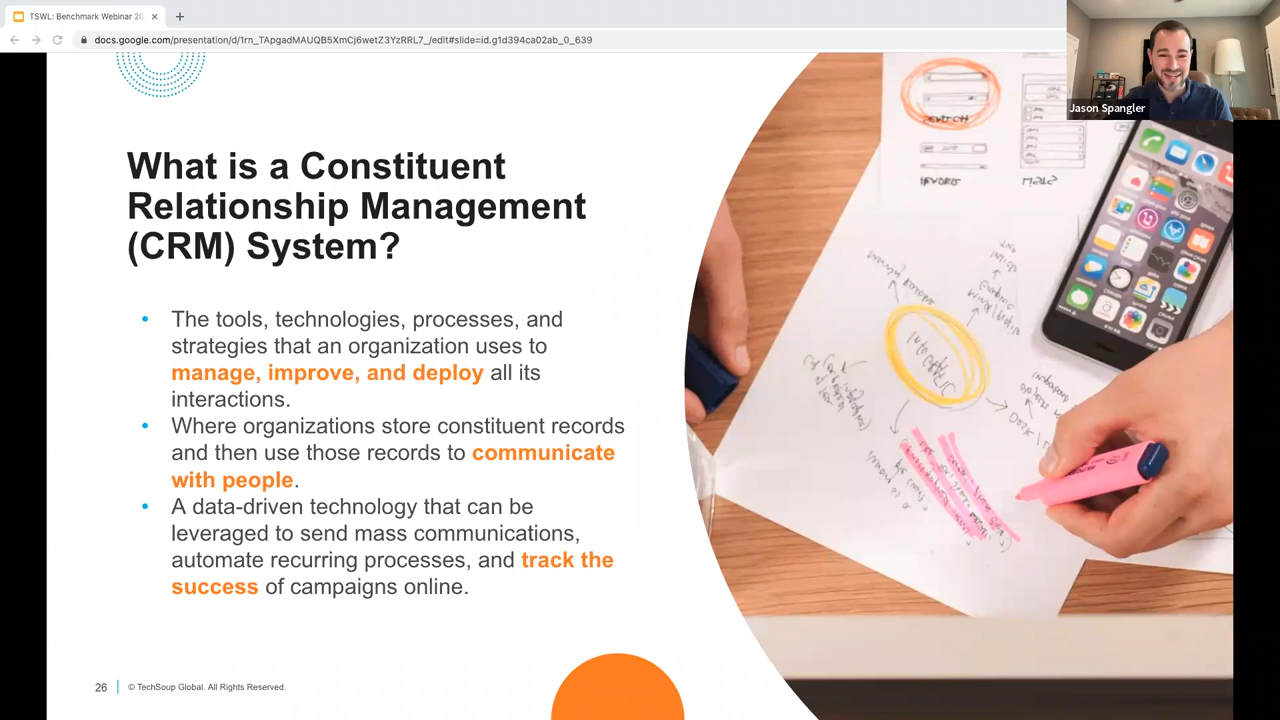 TSWL: Benchmark Webinar 20
docs.google.com/presentation/d/1rn_TApgadMAUQB5XmCj6wetZ3YzRRL7_/edit#slide=id.g1d394ca02ab_0_639
Jason Spangler
What is a Constituent
Relationship Management
(CRM) System?
• The tools, technologies, processes, and
strategies that an organization uses to
manage, improve, and deploy all its
interactions.
• Where organizations store constituent records
and then use those records to communicate
with people.
• A data-driven technology that can be
leveraged to send mass communications,
automate recurring processes, and track the
success of campaigns online.
26
© TechSoup Global. All Rights Reserved.